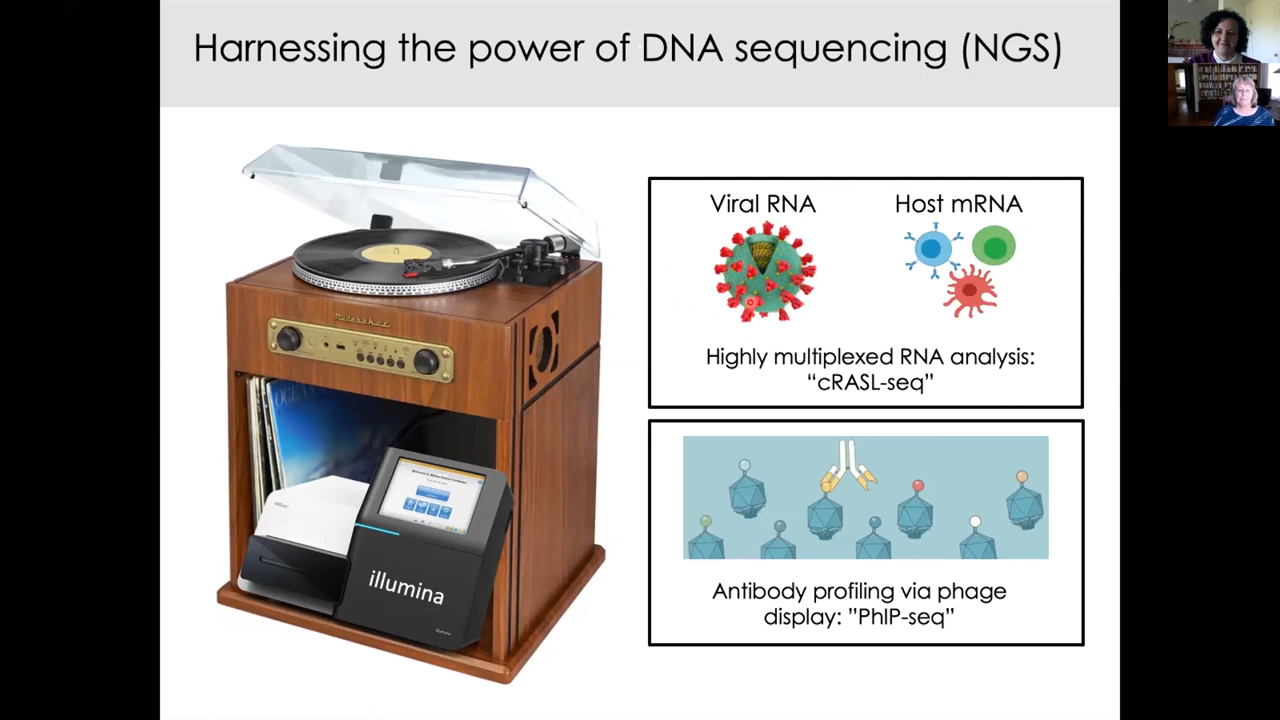 Harnessing the power of DNA sequencing (NGS)
Viral RNA
Host mRNA
Highly multiplexed RNA analysis:
“cRASL-seq”
illumina
Antibody profiling via phage
display: ”PhIP-seq”